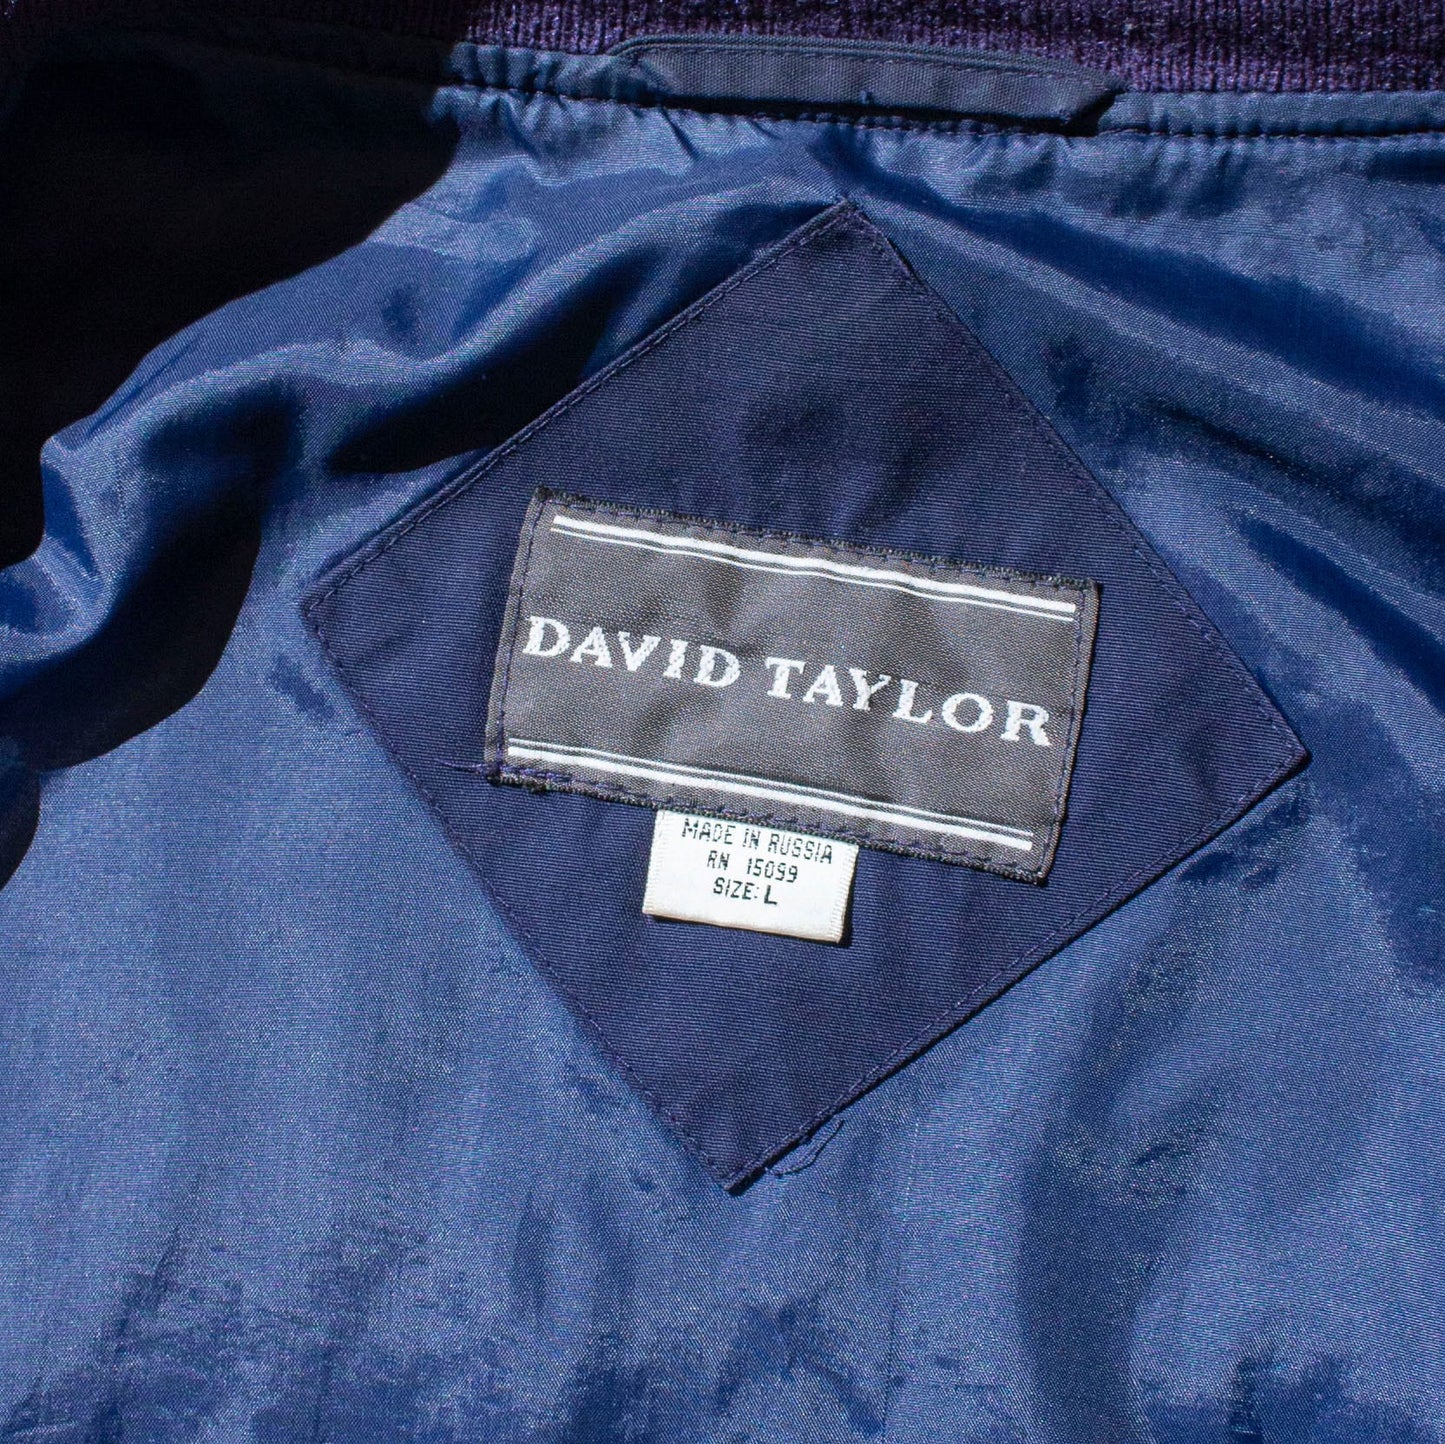 DAVID TAYLOR
MADE IN RUSSIA
RN 15099
SIZE: L